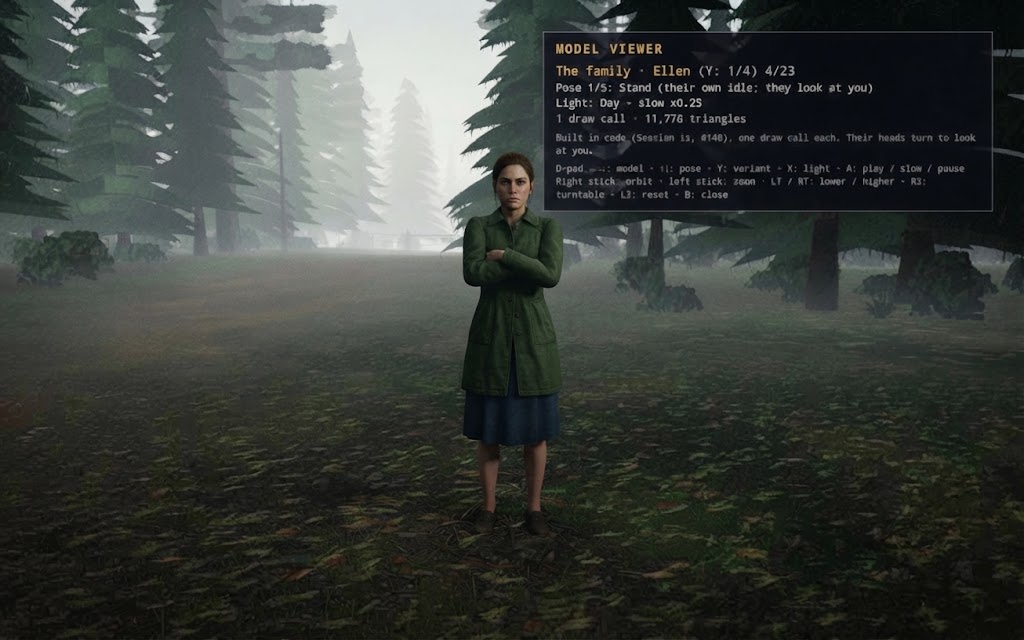 MODEL VIEWER
The family · Ellen (Y: 1/4) 4/23
Pose 1/5: Stand (their own idle; they look at you)
Light: Day - slow x0.25
1 draw call · 11,776 triangles
Built in code (Session is, #140), one draw call each. Their heads turn to look
at you.
D-pad : model · : pose · Y: variant · X: light · A: play / slow / pause
Right stick orbit · left stick: zoom · LT / RT: lower / higher · R3:
turntable · L3: reset · B: close